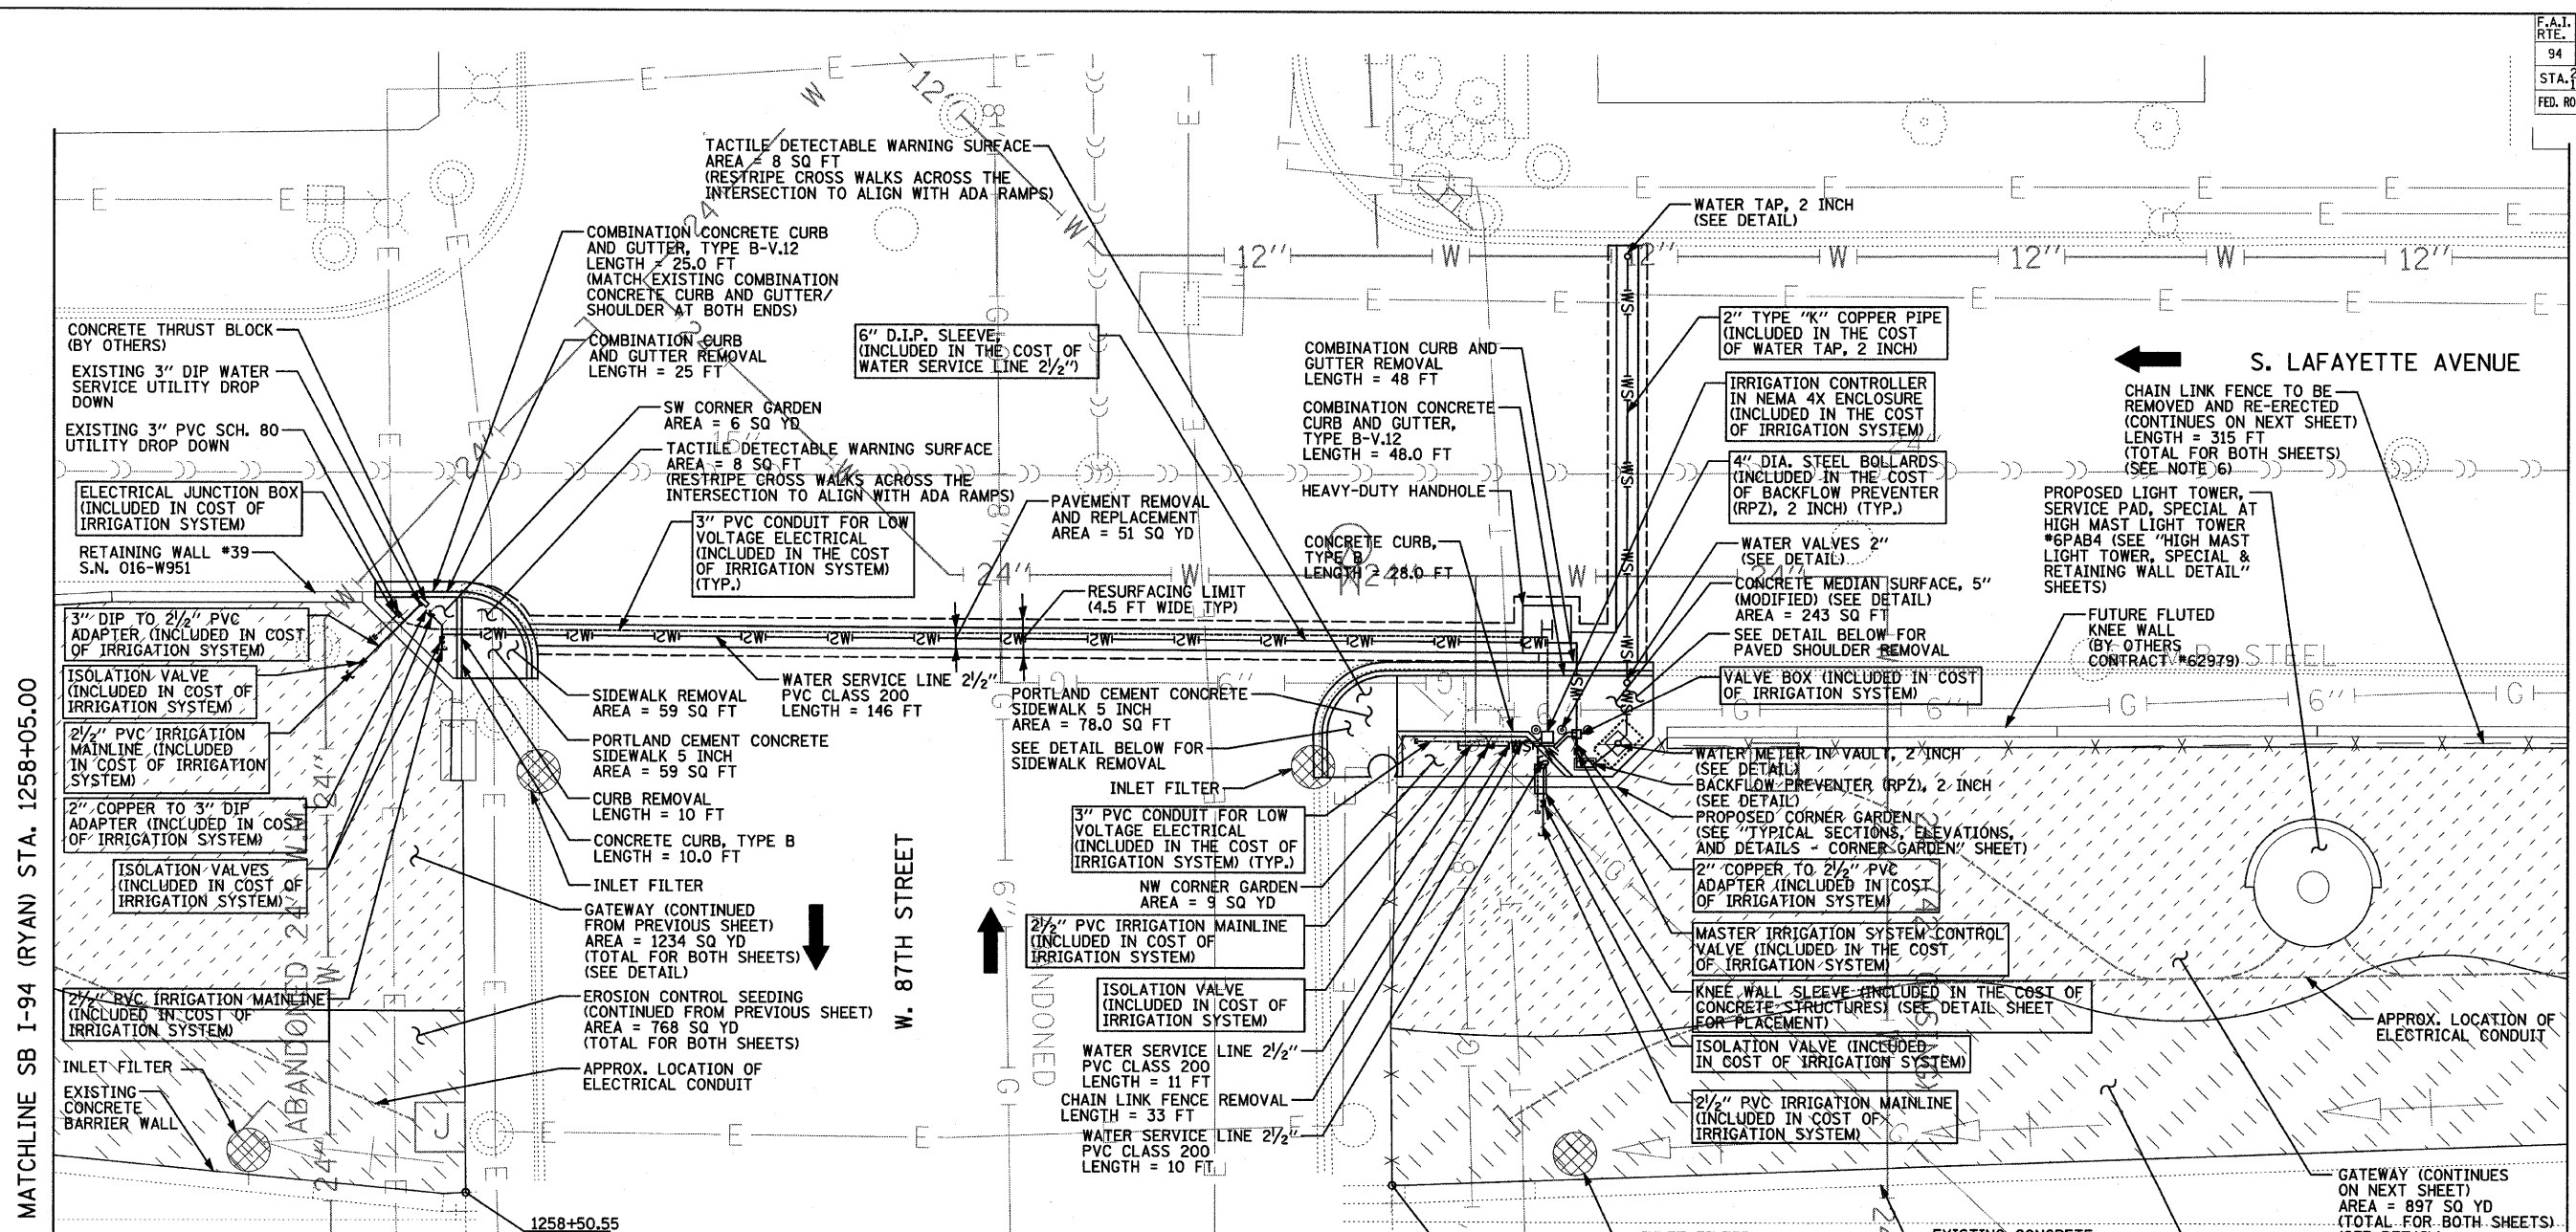 F.A.I.
RTE.
94
STA.
FED. RO
TACTILE DETECTABLE WARNING SURFACE
AREA = 8 SQ FT
(RESTRIPE CROSS WALKS ACROSS THE
INTERSECTION TO ALIGN WITH ADA RAMPS)
COMBINATION CONCRETE CURB
AND GUTTER, TYPE B-V.12
LENGTH = 25.0 FT
(MATCH EXISTING COMBINATION
CONCRETE CURB AND GUTTER/
SHOULDER AT BOTH ENDS)
COMBINATION CURB
AND GUTTER REMOVAL
LENGTH = 25 FT
SW CORNER GARDEN
AREA = 6 SQ YD
TACTILE DETECTABLE WARNING SURFACE
AREA = 8 SQ FT
(RESTRIPE CROSS WALKS ACROSS THE
INTERSECTION TO ALIGN WITH ADA RAMPS)
3" PVC CONDUIT FOR LOW
VOLTAGE ELECTRICAL
(INCLUDED IN THE COST
OF IRRIGATION SYSTEM)
(TYP.)
6" D.I.P. SLEEVE,
(INCLUDED IN THE COST OF
WATER SERVICE LINE 2½")
PAVEMENT REMOVAL
AND REPLACEMENT
AREA = 51 SQ YD
RESURFACING LIMIT
(4.5 FT WIDE TYP)
CONCRETE THRUST BLOCK
(BY OTHERS)
EXISTING 3" DIP WATER
SERVICE UTILITY DROP
DOWN
EXISTING 3" PVC SCH. 80
UTILITY DROP DOWN
ELECTRICAL JUNCTION BOX
(INCLUDED IN COST OF
IRRIGATION SYSTEM)
RETAINING WALL #39
S.N. 016-W951
3" DIP TO 2½" PVC
ADAPTER (INCLUDED IN COST
OF IRRIGATION SYSTEM)
ISOLATION VALVE
(INCLUDED IN COST OF
IRRIGATION SYSTEM)
2½" PVC IRRIGATION
MAINLINE (INCLUDED
IN COST OF IRRIGATION
SYSTEM)
2" COPPER TO 3" DIP
ADAPTER (INCLUDED IN COST
OF IRRIGATION SYSTEM)
ISOLATION VALVES
(INCLUDED IN COST OF
IRRIGATION SYSTEM)
2½" PVC IRRIGATION MAINLINE
(INCLUDED IN COST OF
IRRIGATION SYSTEM)
INLET FILTER
EXISTING
CONCRETE
BARRIER WALL
MATCHLINE SB I-94 (RYAN) STA. 1258+05.00
ABANDONED 24" W.M.
SIDEWALK REMOVAL
AREA = 59 SQ FT
PORTLAND CEMENT CONCRETE
SIDEWALK 5 INCH
AREA = 59 SQ FT
CURB REMOVAL
LENGTH = 10 FT
CONCRETE CURB, TYPE B
LENGTH = 10.0 FT
INLET FILTER
GATEWAY (CONTINUED
FROM PREVIOUS SHEET)
AREA = 1234 SQ YD
(TOTAL FOR BOTH SHEETS)
(SEE DETAIL)
EROSION CONTROL SEEDING
(CONTINUED FROM PREVIOUS SHEET)
AREA = 768 SQ YD
(TOTAL FOR BOTH SHEETS)
APPROX. LOCATION OF
ELECTRICAL CONDUIT
1258+50.55
WATER SERVICE LINE 2½"
PVC CLASS 200
LENGTH = 146 FT
W. 87TH STREET
WATER TAP, 2 INCH
(SEE DETAIL)
2" TYPE "K" COPPER PIPE
(INCLUDED IN THE COST
OF WATER TAP, 2 INCH)
COMBINATION CURB AND
GUTTER REMOVAL
LENGTH = 48 FT
COMBINATION CONCRETE
CURB AND GUTTER,
TYPE B-V.12
LENGTH = 48.0 FT
HEAVY-DUTY HANDHOLE
CONCRETE CURB,
TYPE B
LENGTH = 28.0 FT
PORTLAND CEMENT CONCRETE
SIDEWALK 5 INCH
AREA = 78.0 SQ FT
SEE DETAIL BELOW FOR
SIDEWALK REMOVAL
INLET FILTER
3" PVC CONDUIT FOR LOW
VOLTAGE ELECTRICAL
(INCLUDED IN THE COST OF
IRRIGATION SYSTEM) (TYP.)
NW CORNER GARDEN
AREA = 9 SQ YD
2½" PVC IRRIGATION MAINLINE
(INCLUDED IN COST OF
IRRIGATION SYSTEM)
ISOLATION VALVE
(INCLUDED IN COST OF
IRRIGATION SYSTEM)
WATER SERVICE LINE 2½"
PVC CLASS 200
LENGTH = 11 FT
CHAIN LINK FENCE REMOVAL
LENGTH = 33 FT
WATER SERVICE LINE 2½"
PVC CLASS 200
LENGTH = 10 FT
IRRIGATION CONTROLLER
IN NEMA 4X ENCLOSURE
(INCLUDED IN THE COST
OF IRRIGATION SYSTEM)
4" DIA. STEEL BOLLARDS
(INCLUDED IN THE COST
OF BACKFLOW PREVENTER
(RPZ), 2 INCH) (TYP.)
WATER VALVES 2"
(SEE DETAIL)
CONCRETE MEDIAN SURFACE, 5"
(MODIFIED) (SEE DETAIL)
AREA = 243 SQ FT
SEE DETAIL BELOW FOR
PAVED SHOULDER REMOVAL
VALVE BOX (INCLUDED IN COST
OF IRRIGATION SYSTEM)
WATER METER IN VAULT, 2 INCH
(SEE DETAIL)
BACKFLOW PREVENTER (RPZ), 2 INCH
(SEE DETAIL)
PROPOSED CORNER GARDEN
(SEE "TYPICAL SECTIONS, ELEVATIONS,
AND DETAILS - CORNER GARDEN" SHEET)
2" COPPER TO 2½" PVC
ADAPTER (INCLUDED IN COST
OF IRRIGATION SYSTEM)
MASTER IRRIGATION SYSTEM CONTROL
VALVE (INCLUDED IN THE COST
OF IRRIGATION SYSTEM)
KNEE WALL SLEEVE (INCLUDED IN THE COST OF
CONCRETE STRUCTURES) (SEE DETAIL SHEET
FOR PLACEMENT)
ISOLATION VALVE (INCLUDED
IN COST OF IRRIGATION SYSTEM)
2½" PVC IRRIGATION MAINLINE
(INCLUDED IN COST OF
IRRIGATION SYSTEM)
S. LAFAYETTE AVENUE
CHAIN LINK FENCE TO BE
REMOVED AND RE-ERECTED
(CONTINUES ON NEXT SHEET)
LENGTH = 315 FT
(TOTAL FOR BOTH SHEETS)
(SEE NOTE 6)
PROPOSED LIGHT TOWER,
SERVICE PAD, SPECIAL AT
HIGH MAST LIGHT TOWER
#6PAB4 (SEE "HIGH MAST
LIGHT TOWER, SPECIAL &
RETAINING WALL DETAIL"
SHEETS)
FUTURE FLUTED
KNEE WALL
(BY OTHERS
CONTRACT #62979)
STEEL
APPROX. LOCATION OF
ELECTRICAL CONDUIT
GATEWAY (CONTINUES
ON NEXT SHEET)
AREA = 897 SQ YD
(TOTAL FOR BOTH SHEETS)